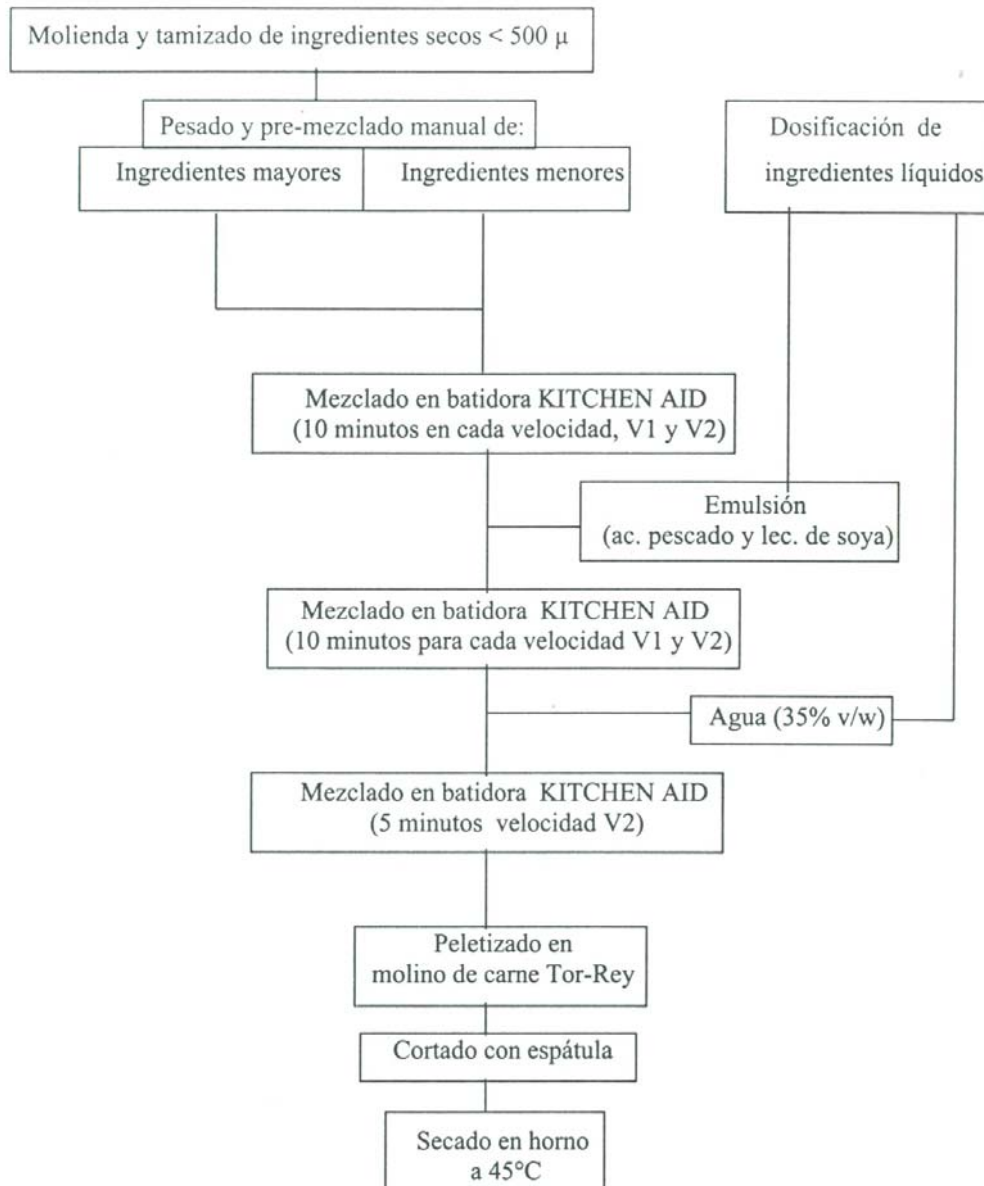 Molienda y tamizado de ingredientes secos < 500 μ
Pesado y pre-mezclado manual de:
Ingredientes mayores
Ingredientes menores
Dosificación de
ingredientes líquidos
Mezclado en batidora KITCHEN AID
(10 minutos en cada velocidad, V1 y V2)
Emulsión
(ac. pescado y lec. de soya)
Mezclado en batidora KITCHEN AID
(10 minutos para cada velocidad V1 y V2)
Agua (35% v/w)
Mezclado en batidora KITCHEN AID
(5 minutos velocidad V2)
Peletizado en
molino de carne Tor-Rey
Cortado con espátula
Secado en horno
a 45°C